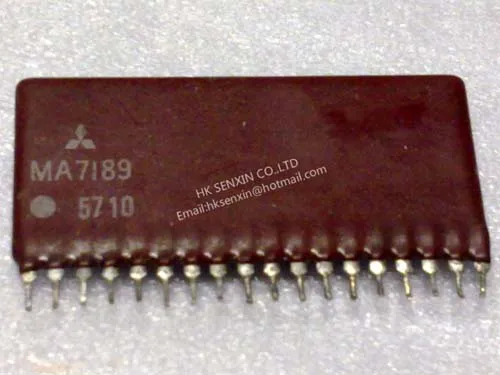 MA7189
5710
HK SENXIN CO.,LTD
Email:hksenxin@hotmail.com